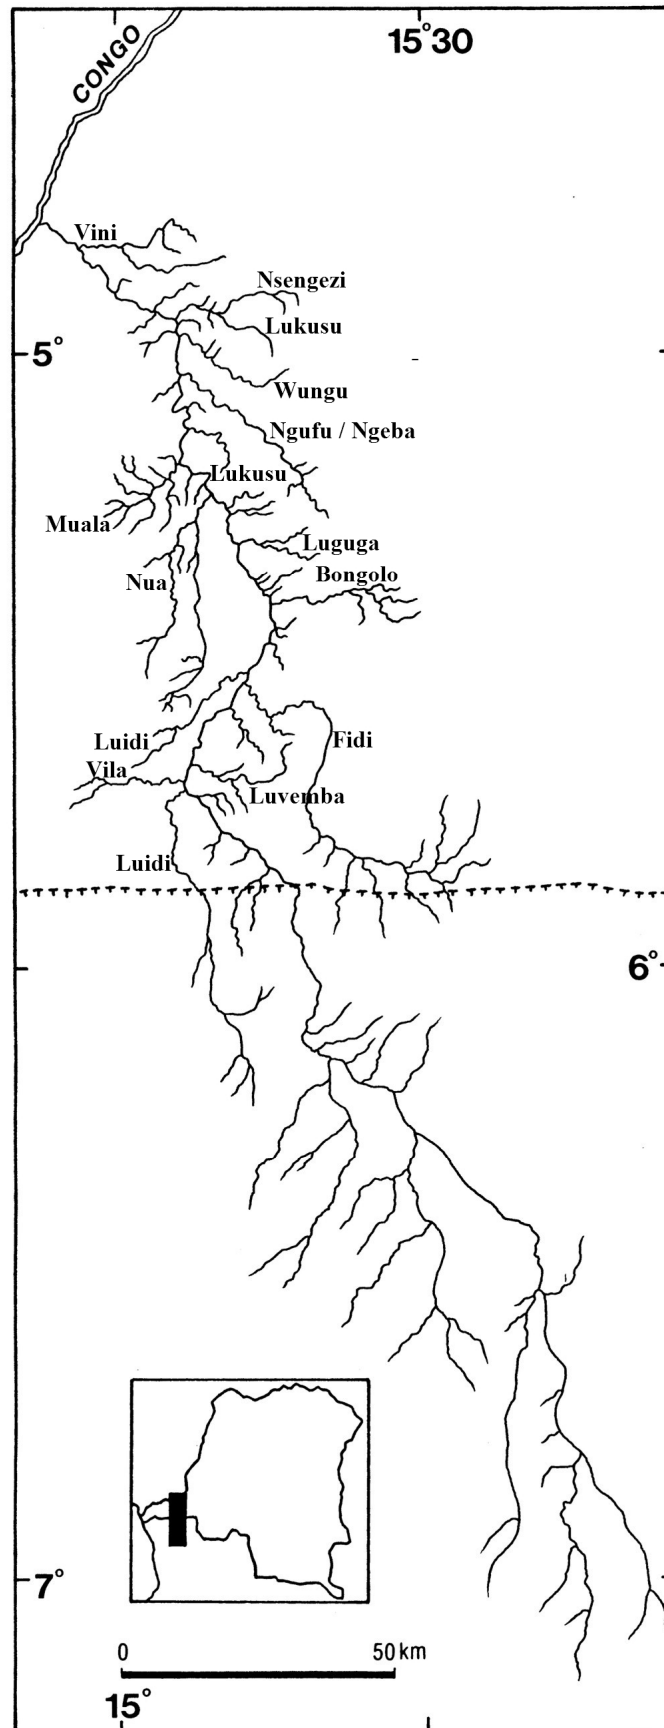 15°30
CONGO
Vini
Nsengezi
Lukusu
5°
Wungu
Ngufu / Ngeba
Lukusu
Muala
Luguga
Bongolo
Nua
Luidi
Fidi
Vila
Luvemba
Luidi
6°
7°
0 50 km
15°